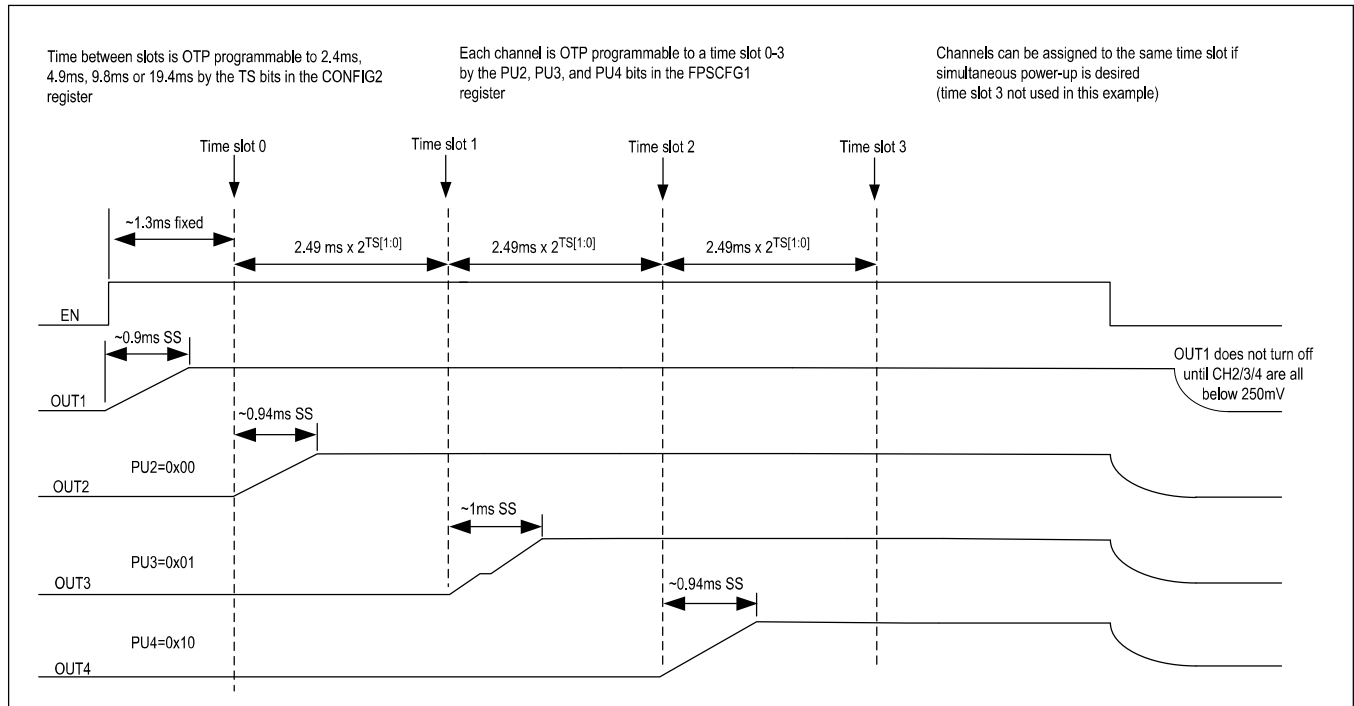 Time between slots is OTP programmable to 2.4ms,
4.9ms, 9.8ms or 19.4ms by the TS bits in the CONFIG2
register
Each channel is OTP programmable to a time slot 0-3
by the PU2, PU3, and PU4 bits in the FPSCFG1
register
Channels can be assigned to the same time slot if
simultaneous power-up is desired
(time slot 3 not used in this example)
Time slot 0
Time slot 1
Time slot 2
Time slot 3
~1.3ms fixed
2.49 ms x 2^TS[1:0]
2.49ms x 2^TS[1:0]
2.49ms x 2^TS[1:0]
EN
~0.9ms SS
OUT1 does not turn off
until CH2/3/4 are all
below 250mV
OUT1
~0.94ms SS
PU2=0x00
OUT2
~1ms SS
PU3=0x01
OUT3
~0.94ms SS
PU4=0x10
OUT4